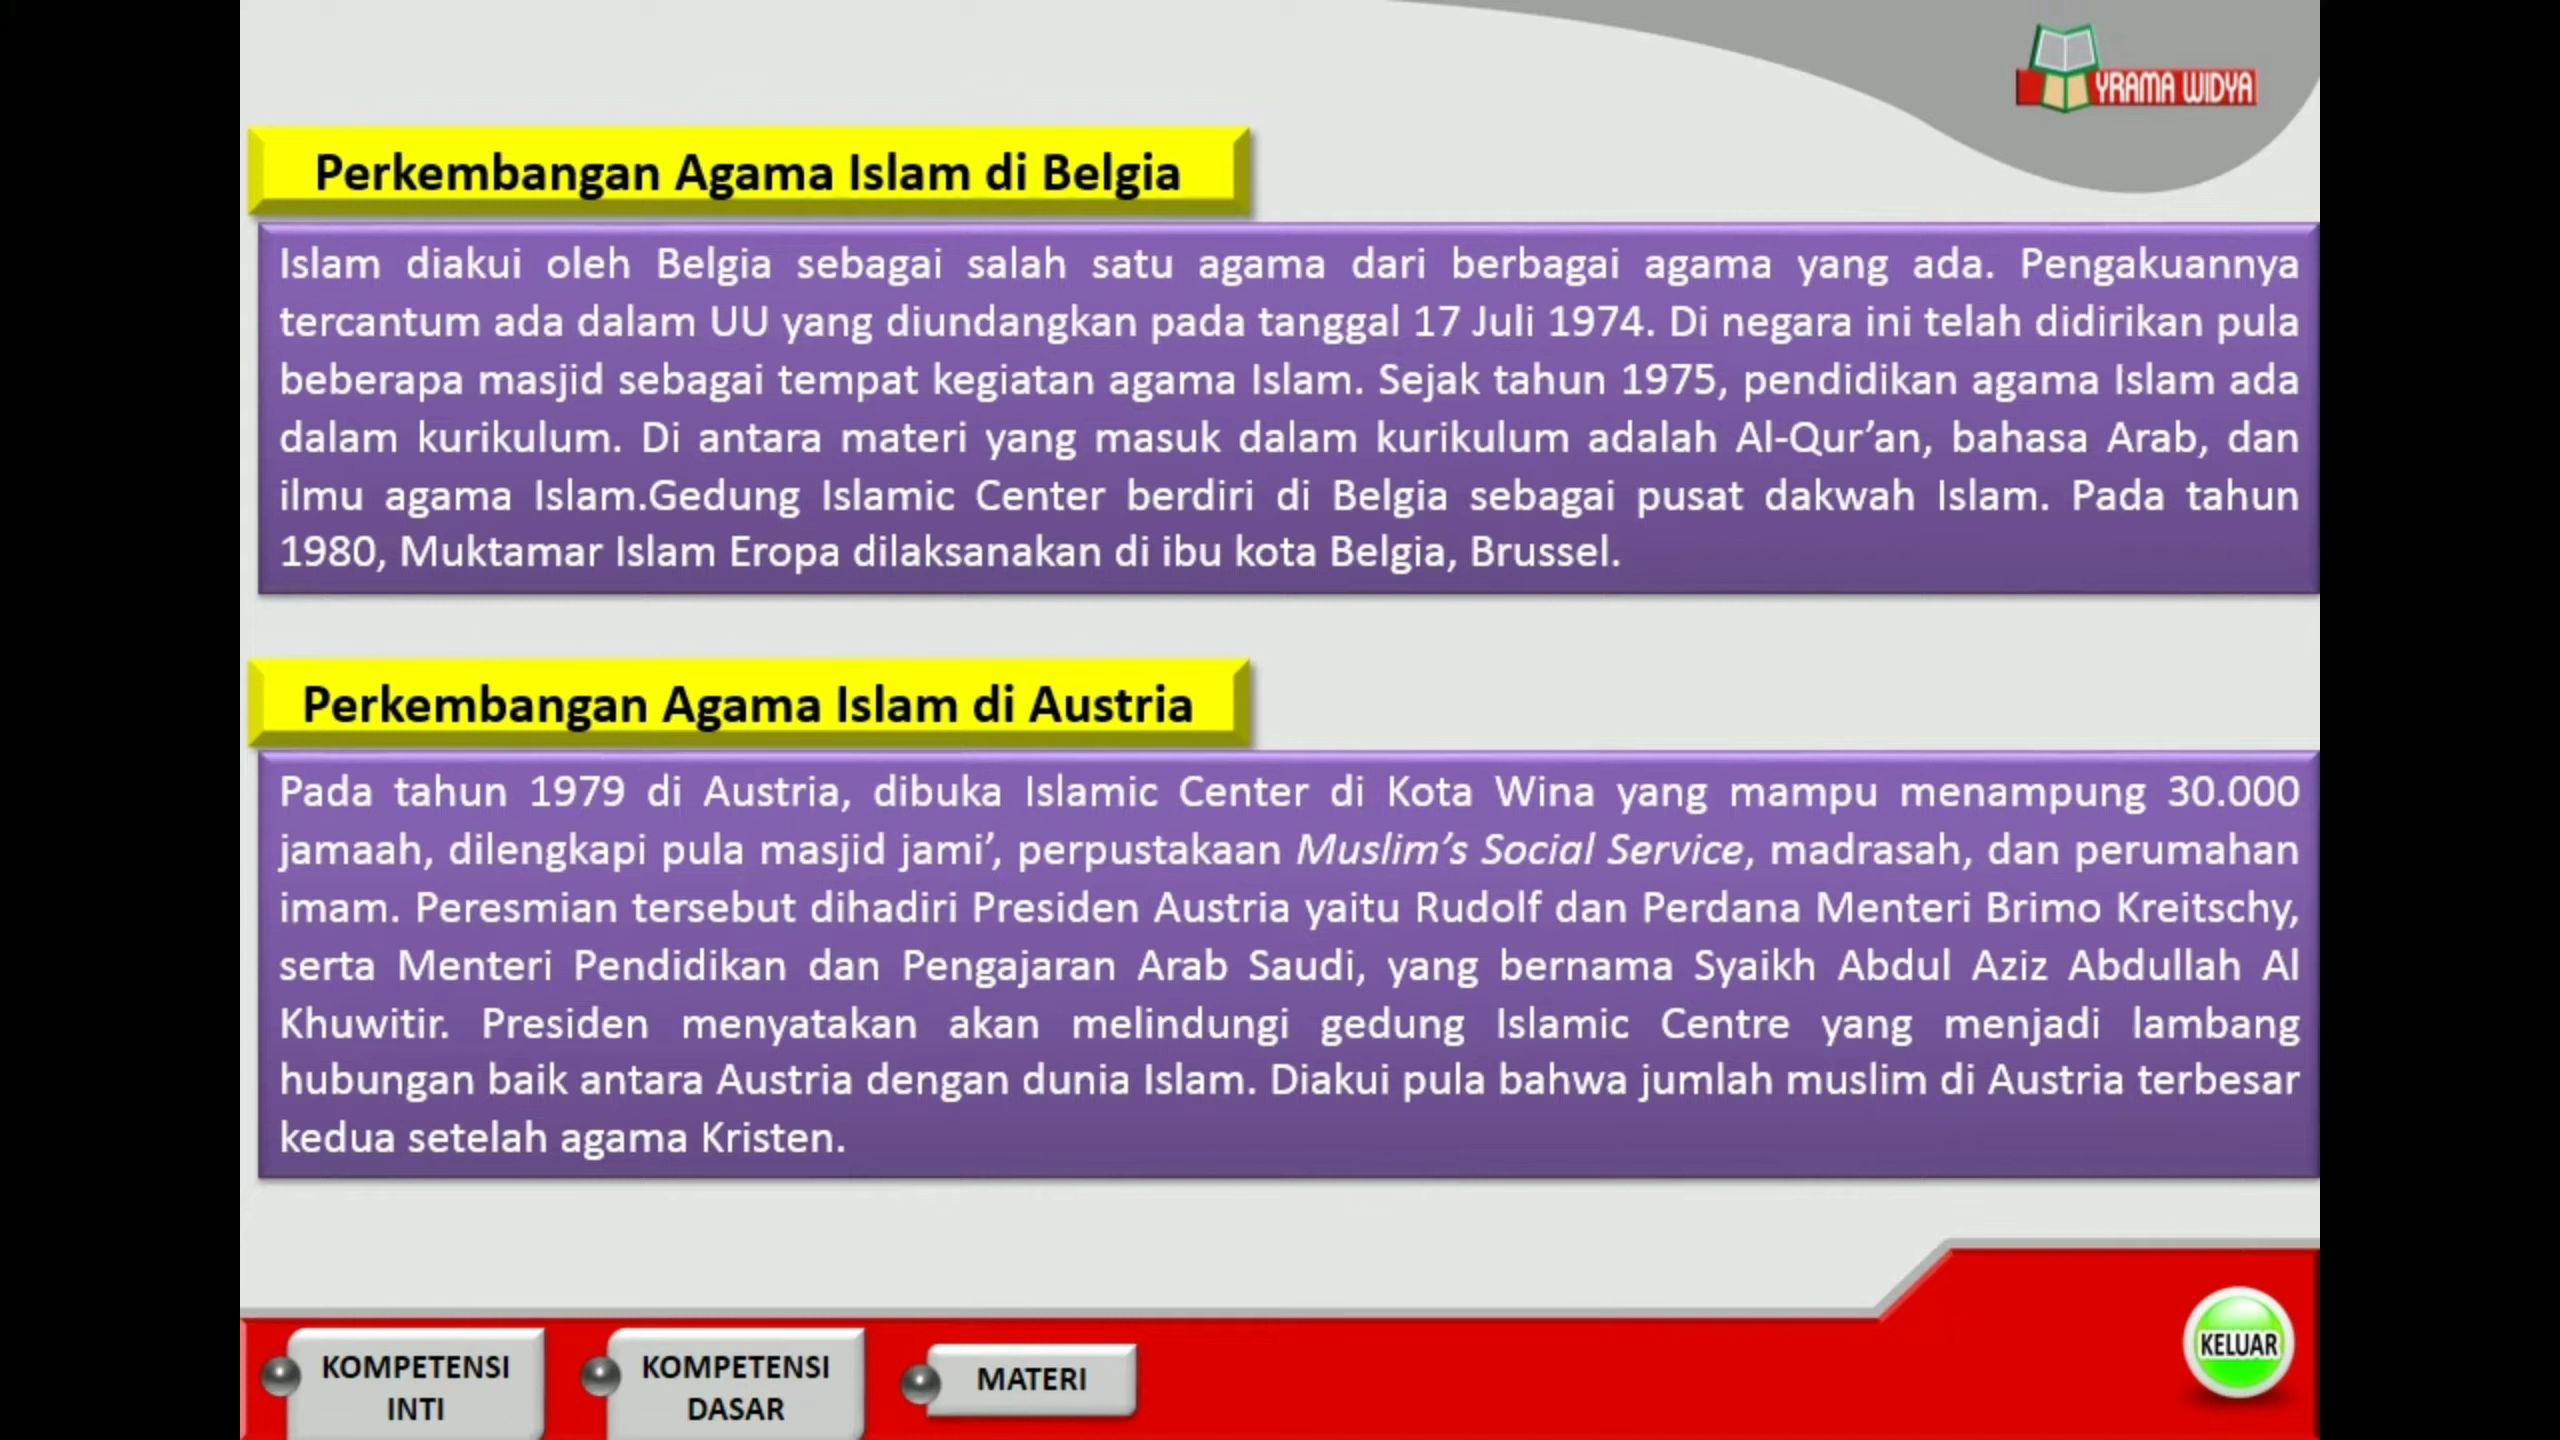 YRAMA WIDYA
Perkembangan Agama Islam di Belgia
Islam diakui oleh Belgia sebagai salah satu agama dari berbagai agama yang ada. Pengakuannya
tercantum ada dalam UU yang diundangkan pada tanggal 17 Juli 1974. Di negara ini telah didirikan pula
beberapa masjid sebagai tempat kegiatan agama Islam. Sejak tahun 1975, pendidikan agama Islam ada
dalam kurikulum. Di antara materi yang masuk dalam kurikulum adalah Al-Qur’an, bahasa Arab, dan
ilmu agama Islam.Gedung Islamic Center berdiri di Belgia sebagai pusat dakwah Islam. Pada tahun
1980, Muktamar Islam Eropa dilaksanakan di ibu kota Belgia, Brussel.
Perkembangan Agama Islam di Austria
Pada tahun 1979 di Austria, dibuka Islamic Center di Kota Wina yang mampu menampung 30.000
jamaah, dilengkapi pula masjid jami’, perpustakaan Muslim’s Social Service, madrasah, dan perumahan
imam. Peresmian tersebut dihadiri Presiden Austria yaitu Rudolf dan Perdana Menteri Brimo Kreitschy,
serta Menteri Pendidikan dan Pengajaran Arab Saudi, yang bernama Syaikh Abdul Aziz Abdullah Al
Khuwitir. Presiden menyatakan akan melindungi gedung Islamic Centre yang menjadi lambang
hubungan baik antara Austria dengan dunia Islam. Diakui pula bahwa jumlah muslim di Austria terbesar
kedua setelah agama Kristen.
KOMPETENSI
INTI
KOMPETENSI
DASAR
MATERI
KELUAR